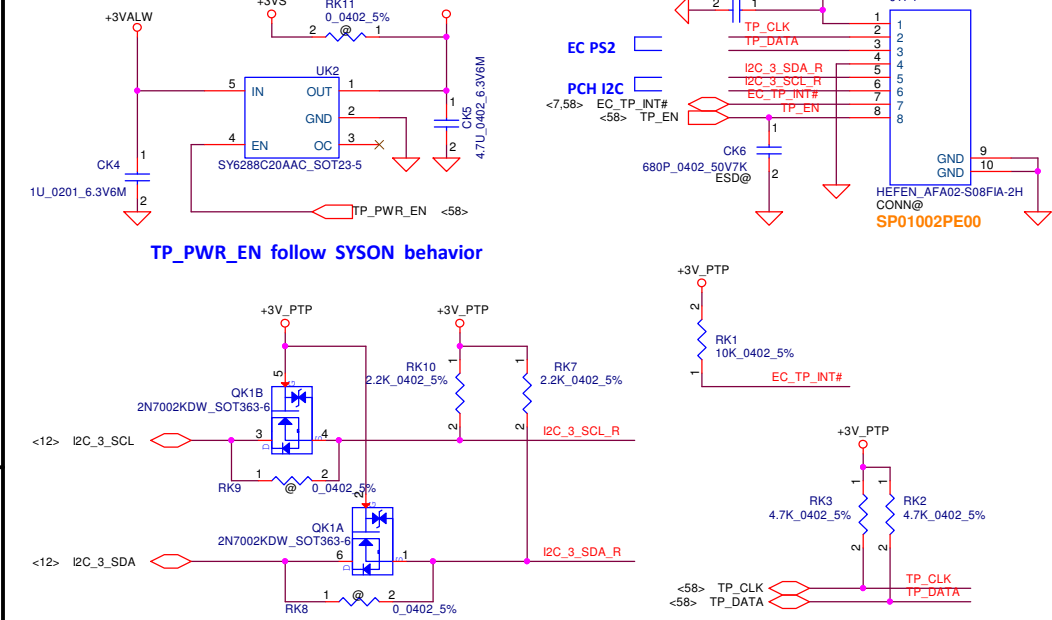 +3VALW
+3VS
RK11
0_0402_5%
2
@
1
UK2
5
IN
OUT
1
GND
2
4
EN
OC
3
SY6288C20AAC_SOT23-5
1
CK5
4.7U_0402_6.3V6M
2
CK4
1
1U_0201_6.3V6M
2
TP_PWR_EN <58>
TP_PWR_EN follow SYSON behavior
2
1
EC PS2
PCH I2C
TP_CLK
TP_DATA
I2C_3_SDA_R
I2C_3_SCL_R
EC_TP_INT#
TP_EN
<7,58> EC_TP_INT#
<58> TP_EN
1
2
3
4
5
6
7
8
1
2
3
4
5
6
7
8
GND
9
GND
10
1
CK6
680P_0402_50V7K
ESD@
2
HEFEN_AFA02-S08FIA-2H
CONN@
SP01002PE00
+3V_PTP
2
RK1
10K_0402_5%
1
EC_TP_INT#
+3V_PTP
+3V_PTP
5
G
QK1B
2N7002KDW_SOT363-6
RK10
2.2K_0402_5%
1
2
RK7
2.2K_0402_5%
1
2
<12> I2C_3_SCL
3
D
S
4
I2C_3_SCL_R
RK9
1
@
2
0_0402_5%
2
G
QK1A
2N7002KDW_SOT363-6
<12> I2C_3_SDA
6
D
S
1
I2C_3_SDA_R
RK8
1
@
2
0_0402_5%
+3V_PTP
1
1
RK3
4.7K_0402_5%
RK2
4.7K_0402_5%
2
2
<58> TP_CLK
TP_CLK
<58> TP_DATA
TP_DATA